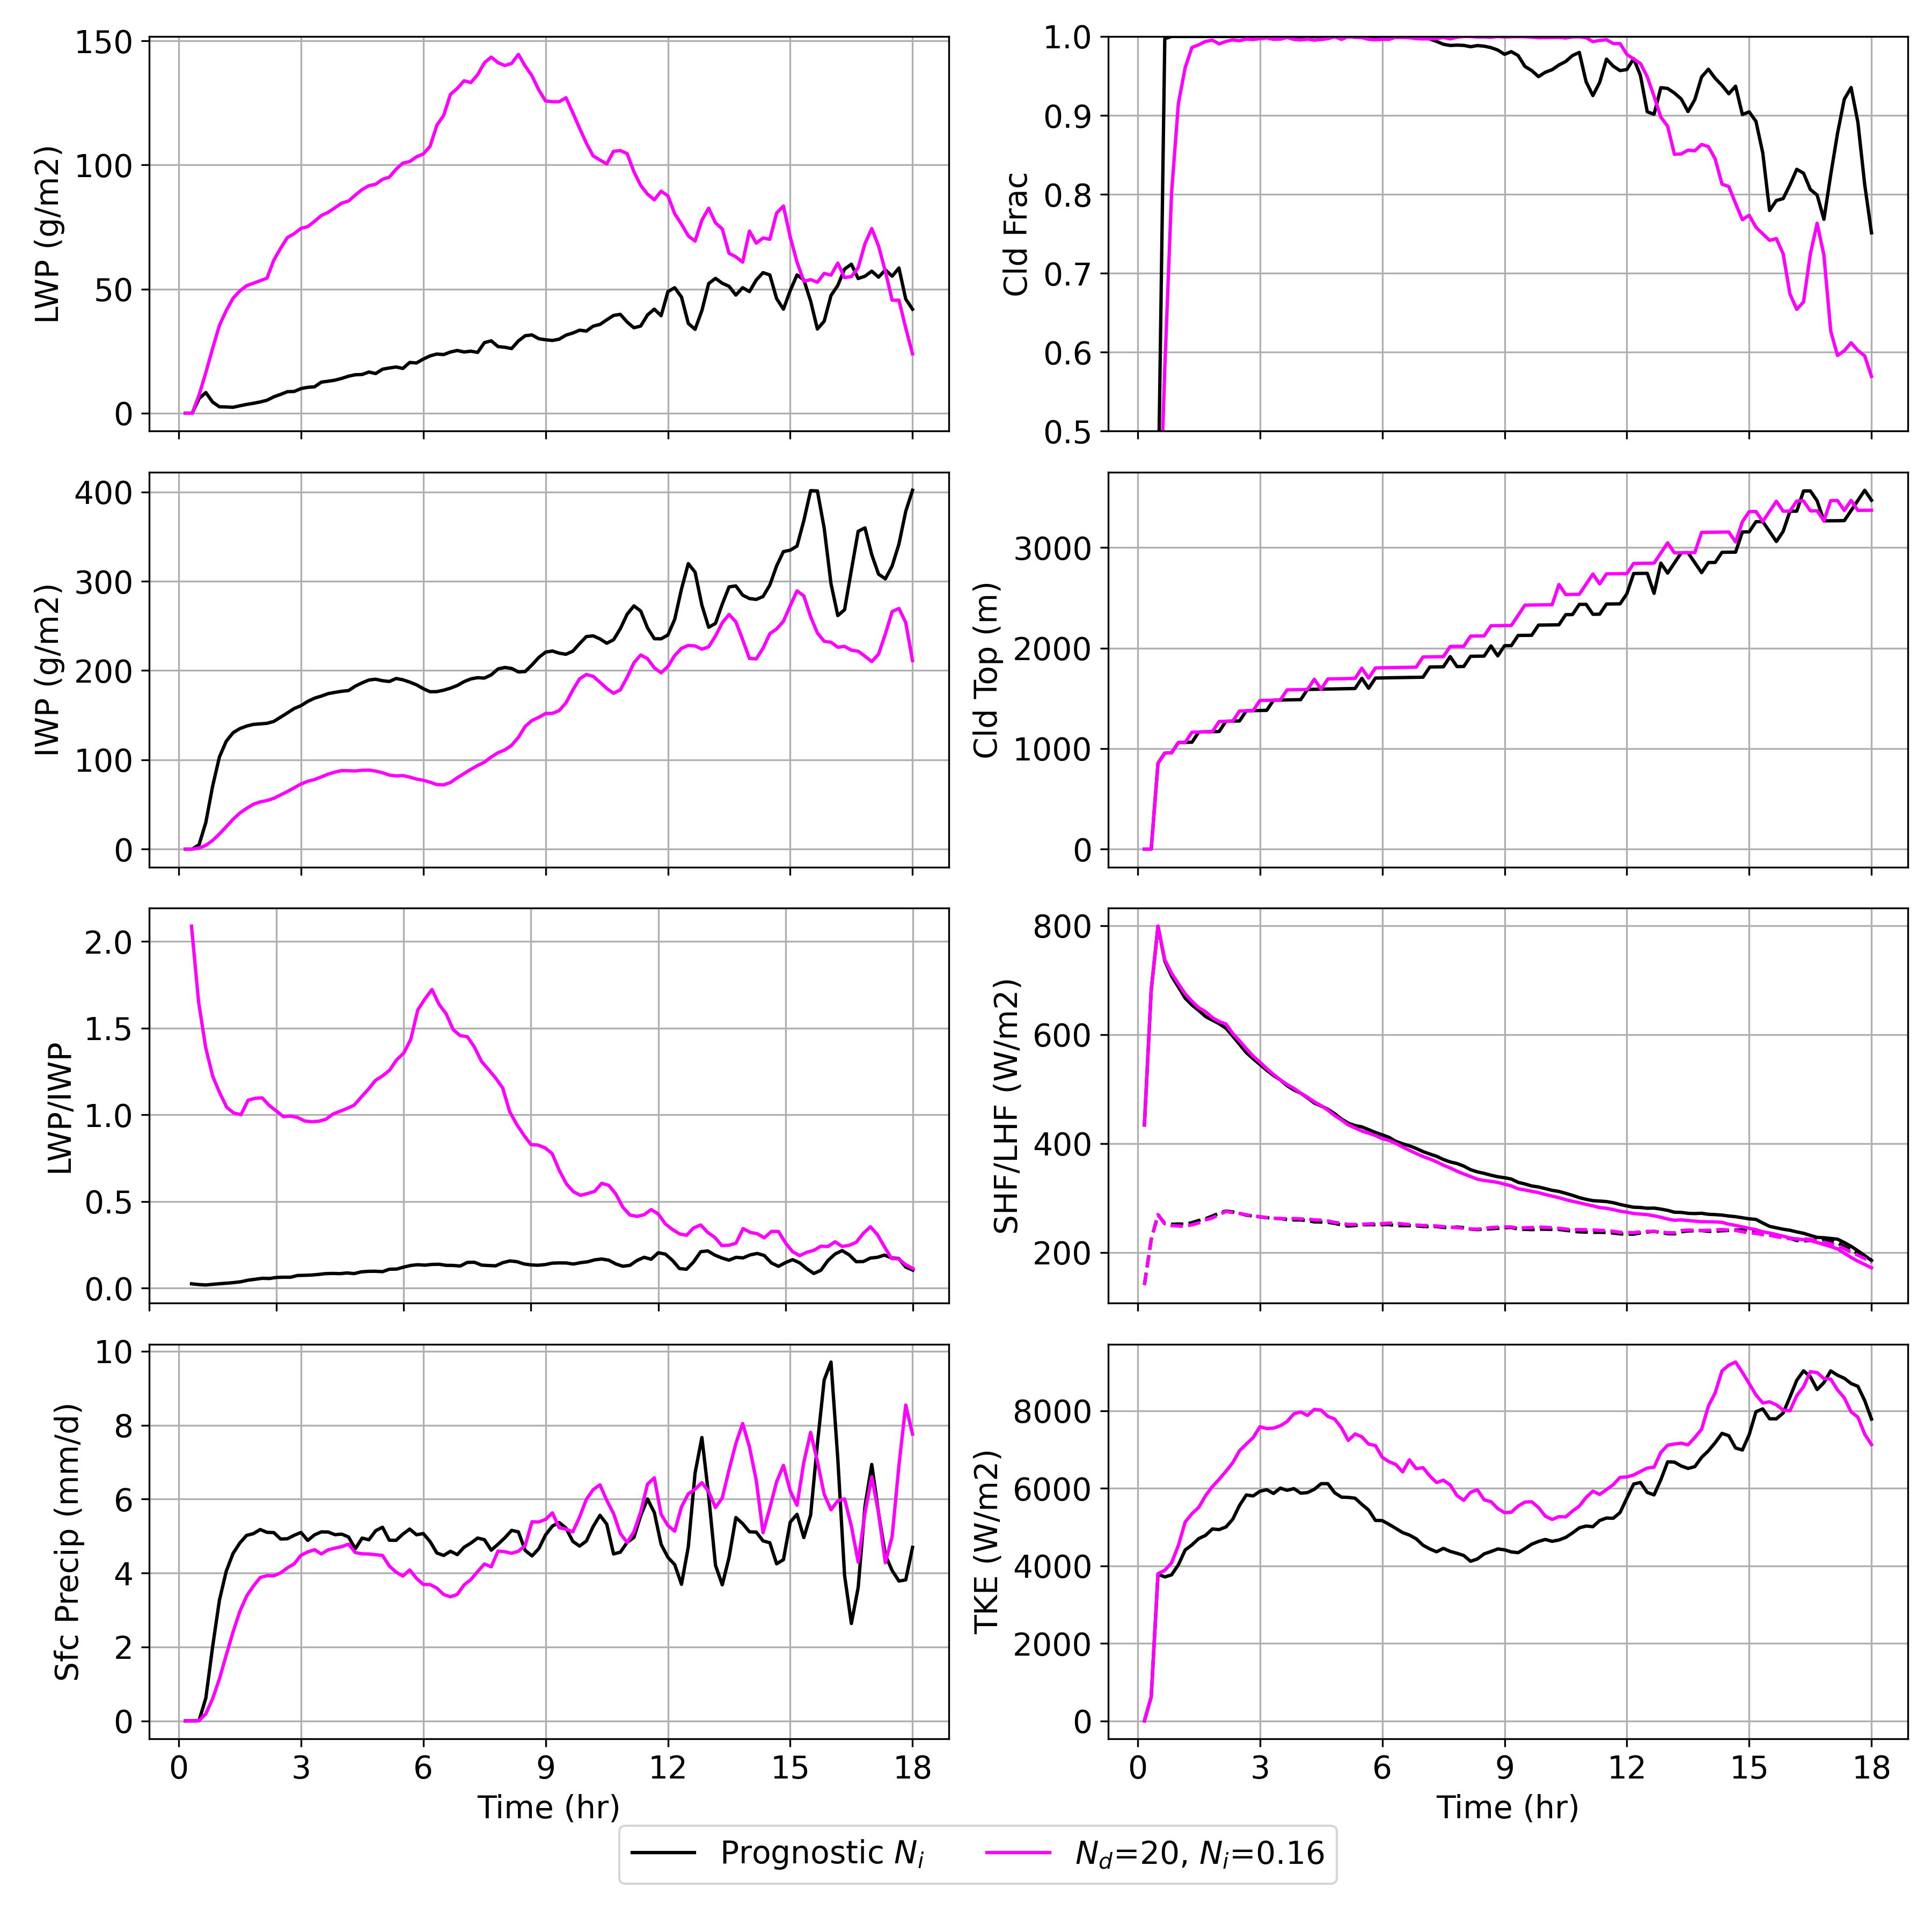 LWP (g/m2)
150
100
50
0
Cld Frac
1.0
0.9
0.8
0.7
0.6
0.5
IWP (g/m2)
400
300
200
100
0
Cld Top (m)
3000
2000
1000
0
LWP/IWP
2.0
1.5
1.0
0.5
0.0
SHF/LHF (W/m2)
800
600
400
200
Sfc Precip (mm/d)
10
8
6
4
2
0
0 3 6 9 12 15 18
Time (hr)
TKE (W/m2)
8000
6000
4000
2000
0
0 3 6 9 12 15 18
Time (hr)
Prognostic N_i
N_d=20, N_i=0.16